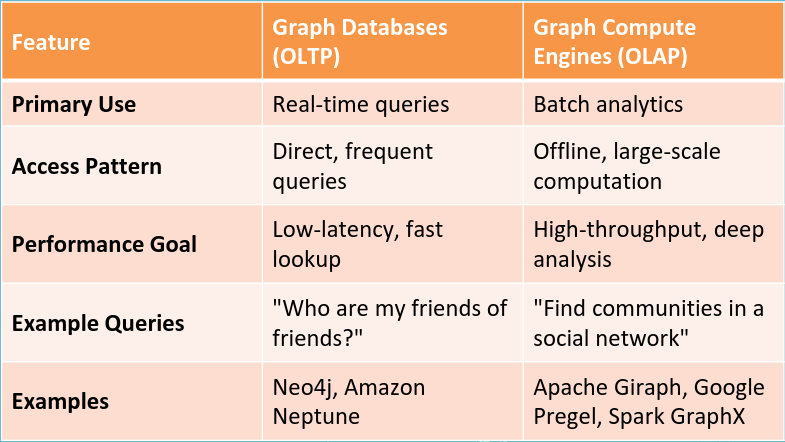 Feature
Graph Databases
(OLTP)
Graph Compute
Engines (OLAP)
Primary Use
Real-time queries
Batch analytics
Access Pattern
Direct, frequent
queries
Offline, large-scale
computation
Performance Goal
Low-latency, fast
lookup
High-throughput, deep
analysis
Example Queries
"Who are my friends of
friends?"
"Find communities in a
social network"
Examples
Neo4j, Amazon
Neptune
Apache Giraph, Google
Pregel, Spark GraphX